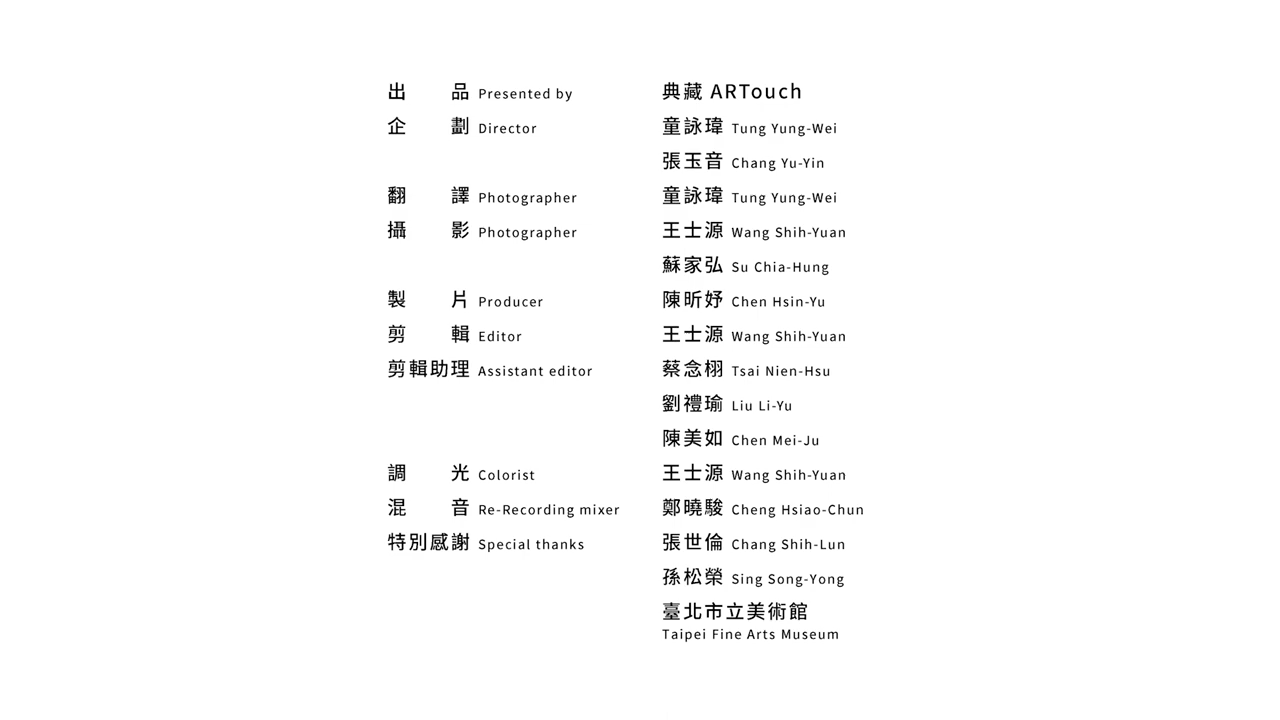 出品 Presented by 典藏 ARTouch
企劃 Director 童詠瑋 Tung Yung-Wei
張玉音 Chang Yu-Yin
翻譯 Photographer 童詠瑋 Tung Yung-Wei
攝影 Photographer 王士源 Wang Shih-Yuan
蘇家弘 Su Chia-Hung
製片 Producer 陳昕妤 Chen Hsin-Yu
剪輯 Editor 王士源 Wang Shih-Yuan
剪輯助理 Assistant editor 蔡念栩 Tsai Nien-Hsu
劉禮瑜 Liu Li-Yu
陳美如 Chen Mei-Ju
調光 Colorist 王士源 Wang Shih-Yuan
混音 Re-Recording mixer 鄭曉駿 Cheng Hsiao-Chun
特別感謝 Special thanks 張世倫 Chang Shih-Lun
孫松榮 Sing Song-Yong
臺北市立美術館
Taipei Fine Arts Museum